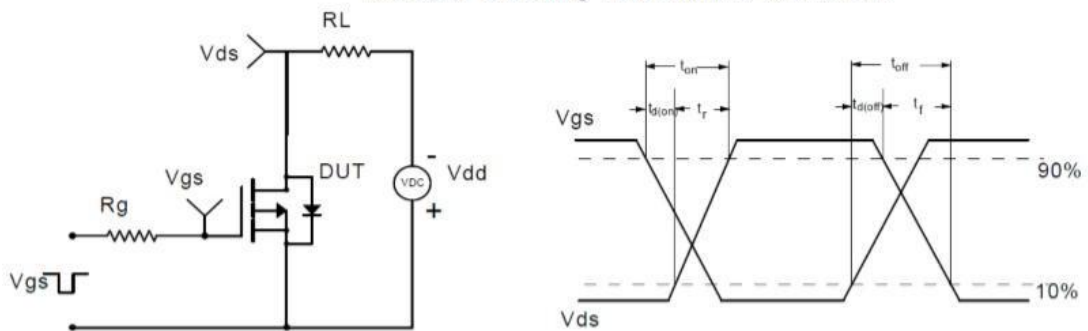 RL
Vds
DUT
Vgs
Rg
VDC
-
Vdd
+
Vgs
ton
toff
td(on)
tr
td(off)
tf
Vgs
90%
10%
Vds